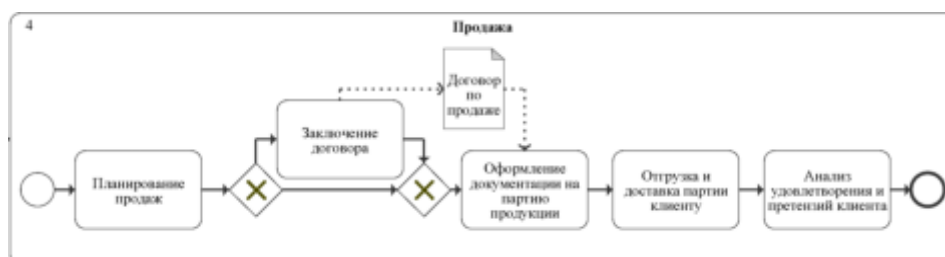 4
Продажа
Договор
по
продаже
Заключение
договора
Планирование
продаж
Оформление
документации на
партию
продукции
Отгрузка и
доставка партии
клиенту
Анализ
удовлетворения и
претензий клиента